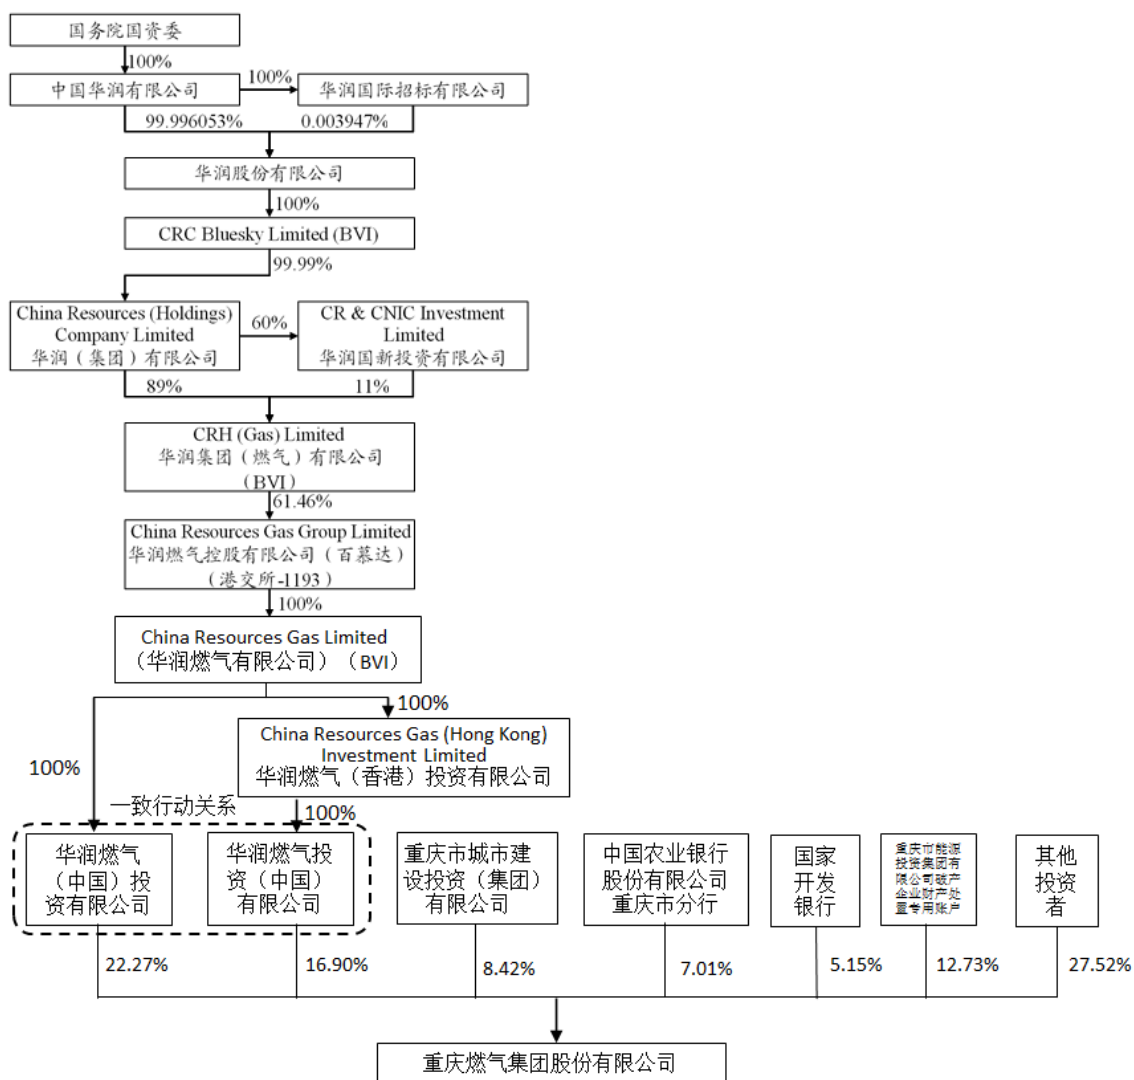 国务院国资委
100%
中国华润有限公司
100%
华润国际招标有限公司
99.996053%
0.003947%
华润股份有限公司
100%
CRC Bluesky Limited (BVI)
99.99%
China Resources (Holdings)
Company Limited
华润（集团）有限公司
60%
CR & CNIC Investment
Limited
华润国新投资有限公司
89%
11%
CRH (Gas) Limited
华润集团（燃气）有限公司
（BVI）
61.46%
China Resources Gas Group Limited
华润燃气控股有限公司（百慕达）
（港交所-1193）
100%
China Resources Gas Limited
（华润燃气有限公司）（BVI）
100%
China Resources Gas (Hong Kong)
Investment Limited
华润燃气（香港）投资有限公司
100%
一致行动关系
100%
华润燃气
（中国）投
资有限公司
华润燃气投
资（中国）
有限公司
重庆市城市建
设投资（集团）
有限公司
中国农业银行
股份有限公司
重庆市分行
国家
开发
银行
重庆市能源
投资集团有
限公司破产
企业财产处
置专用账户
其他
投资
者
22.27%
16.90%
8.42%
7.01%
5.15%
12.73%
27.52%
重庆燃气集团股份有限公司